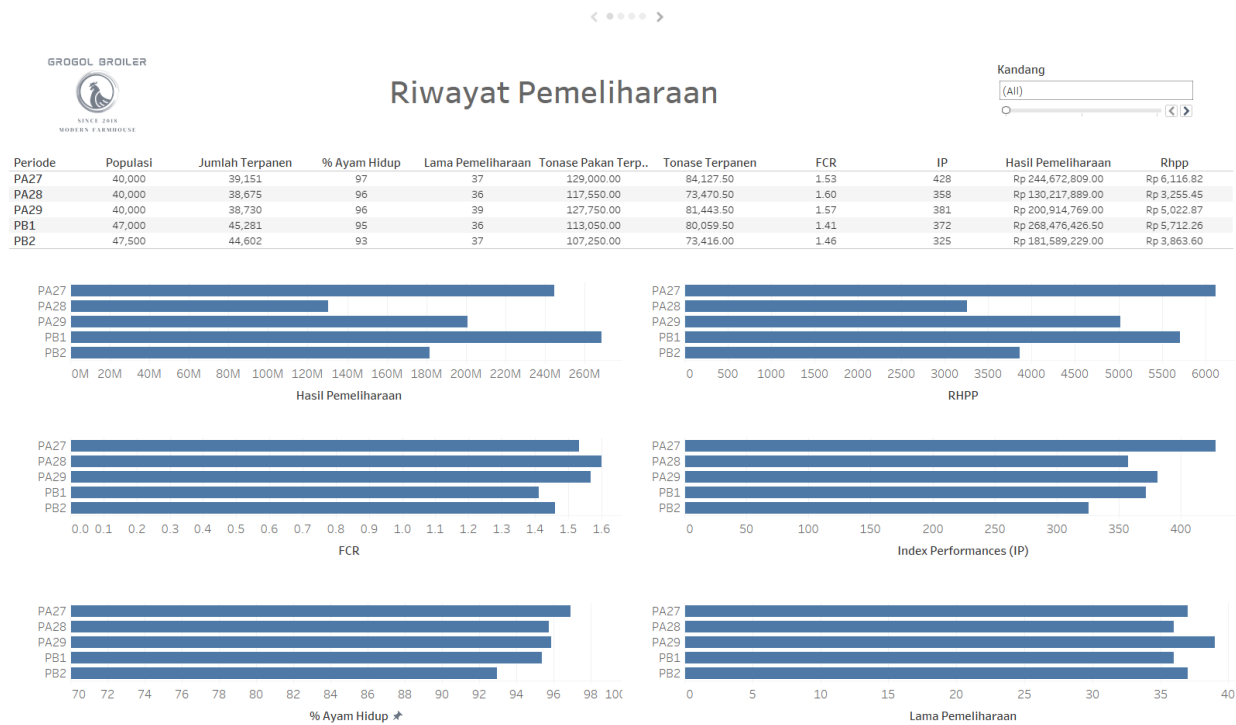 GROGOL BROILER
SINCE 2018
MODERN FARMHOUSE
Riwayat Pemeliharaan
Kandang
(All)
Periode Populasi Jumlah Terpanen % Ayam Hidup Lama Pemeliharaan Tonase Pakan Terp.. Tonase Terpanen FCR IP Hasil Pemeliharaan Rhpp
PA27 40,000 39,151 97 37 129,000.00 84,127.50 1.53 428 Rp 244,672,809.00 Rp 6,116.82
PA28 40,000 38,675 96 36 117,550.00 73,470.50 1.60 358 Rp 130,217,889.00 Rp 3,255.45
PA29 40,000 38,730 96 39 127,750.00 81,443.50 1.57 381 Rp 200,914,769.00 Rp 5,022.87
PB1 47,000 45,281 95 36 113,050.00 80,059.50 1.41 372 Rp 268,476,426.50 Rp 5,712.26
PB2 47,500 44,602 93 37 107,250.00 73,416.00 1.46 325 Rp 181,589,229.00 Rp 3,863.60
PA27
PA28
PA29
PB1
PB2
0M 20M 40M 60M 80M 100M 120M 140M 160M 180M 200M 220M 240M 260M
Hasil Pemeliharaan
PA27
PA28
PA29
PB1
PB2
0 500 1000 1500 2000 2500 3000 3500 4000 4500 5000 5500 6000
RHPP
PA27
PA28
PA29
PB1
PB2
0.0 0.1 0.2 0.3 0.4 0.5 0.6 0.7 0.8 0.9 1.0 1.1 1.2 1.3 1.4 1.5 1.6
FCR
PA27
PA28
PA29
PB1
PB2
0 50 100 150 200 250 300 350 400
Index Performances (IP)
PA27
PA28
PA29
PB1
PB2
70 72 74 76 78 80 82 84 86 88 90 92 94 96 98 100
% Ayam Hidup
PA27
PA28
PA29
PB1
PB2
0 5 10 15 20 25 30 35 40
Lama Pemeliharaan